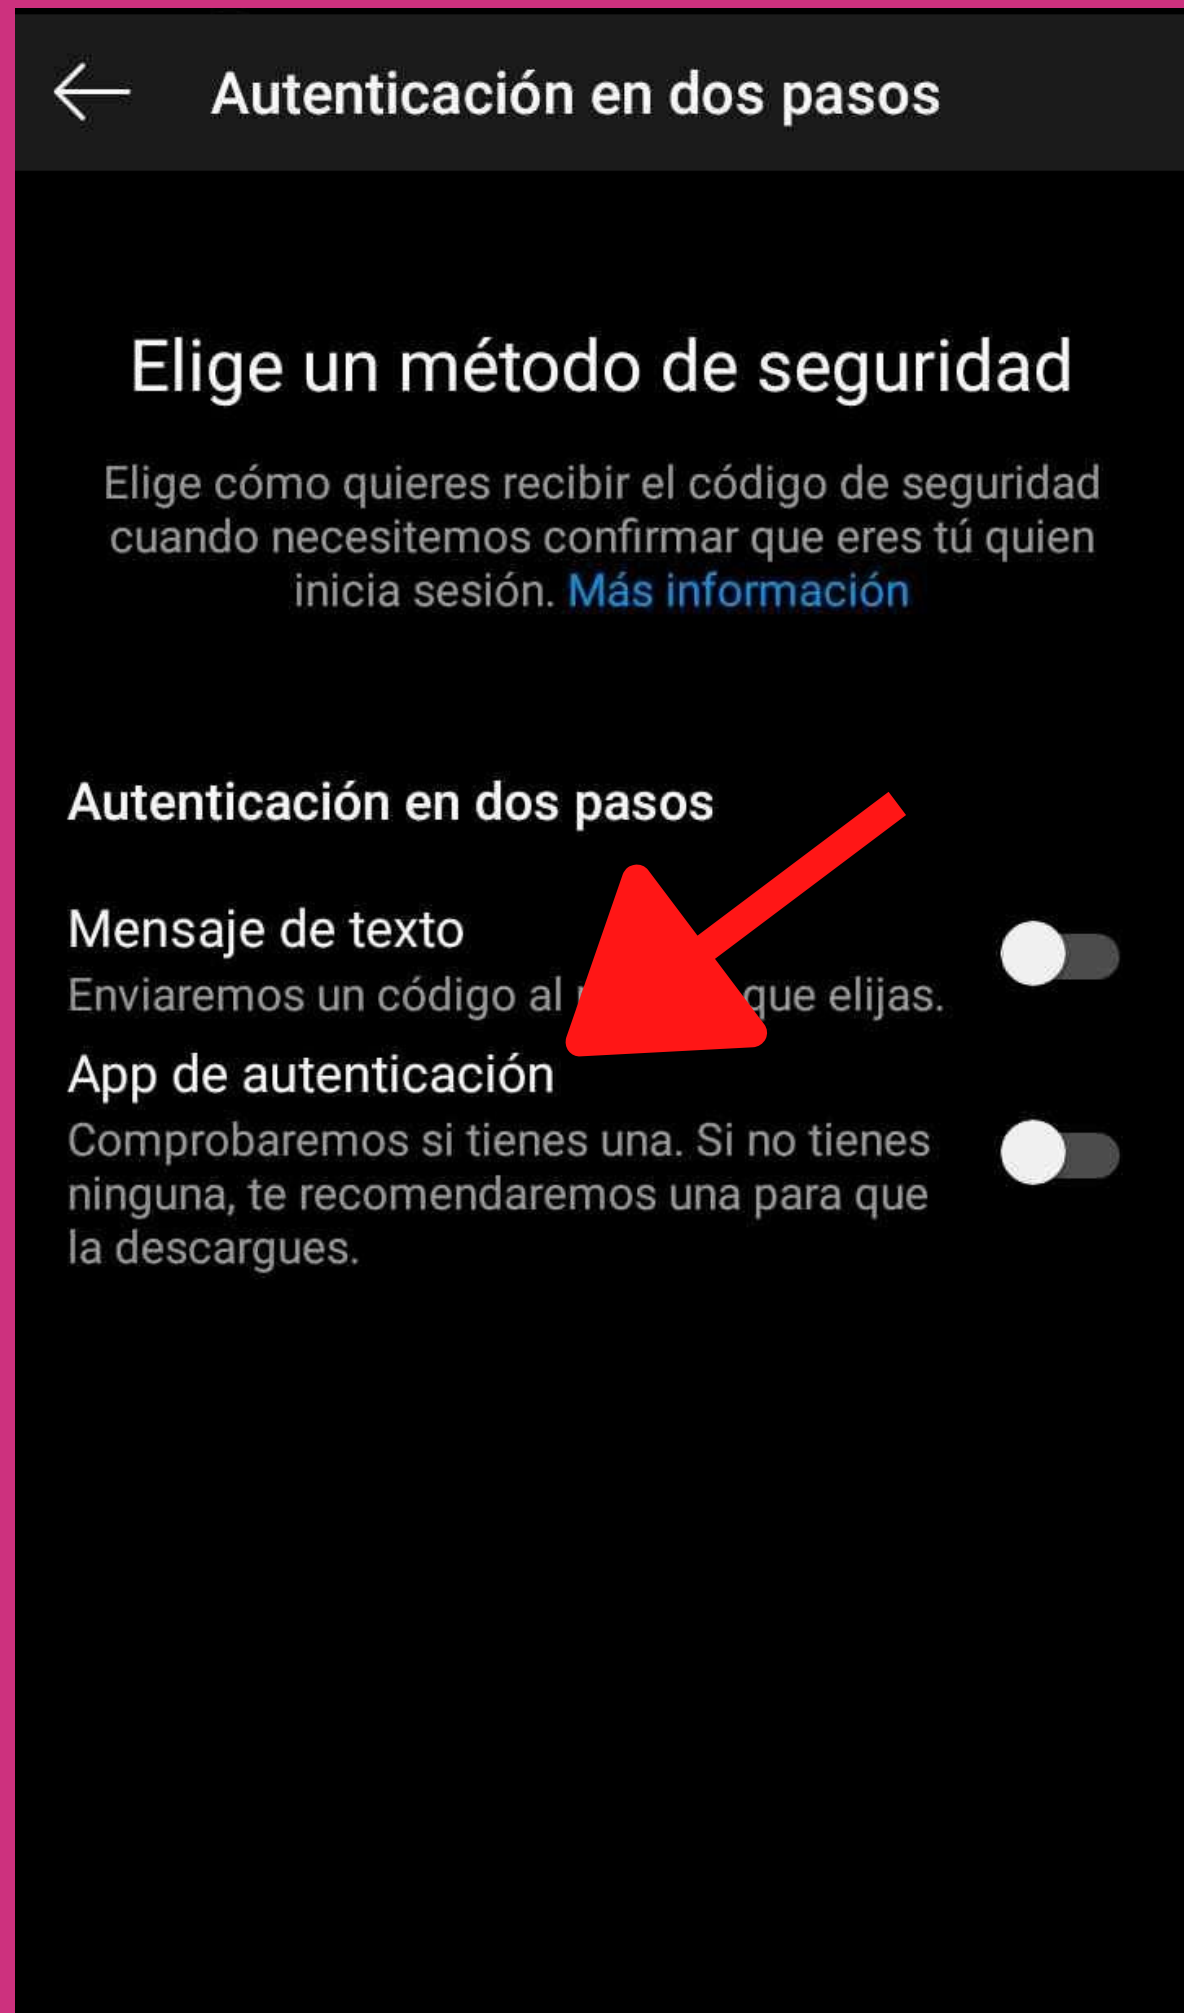 Autenticación en dos pasos
Elige un método de seguridad
Elige cómo quieres recibir el código de seguridad
cuando necesitemos confirmar que eres tú quien
inicia sesión. Más información
Autenticación en dos pasos
Mensaje de texto
Enviaremos un código al que elijas.
App de autenticación
Comprobaremos si tienes una. Si no tienes
ninguna, te recomendaremos una para que
la descargues.